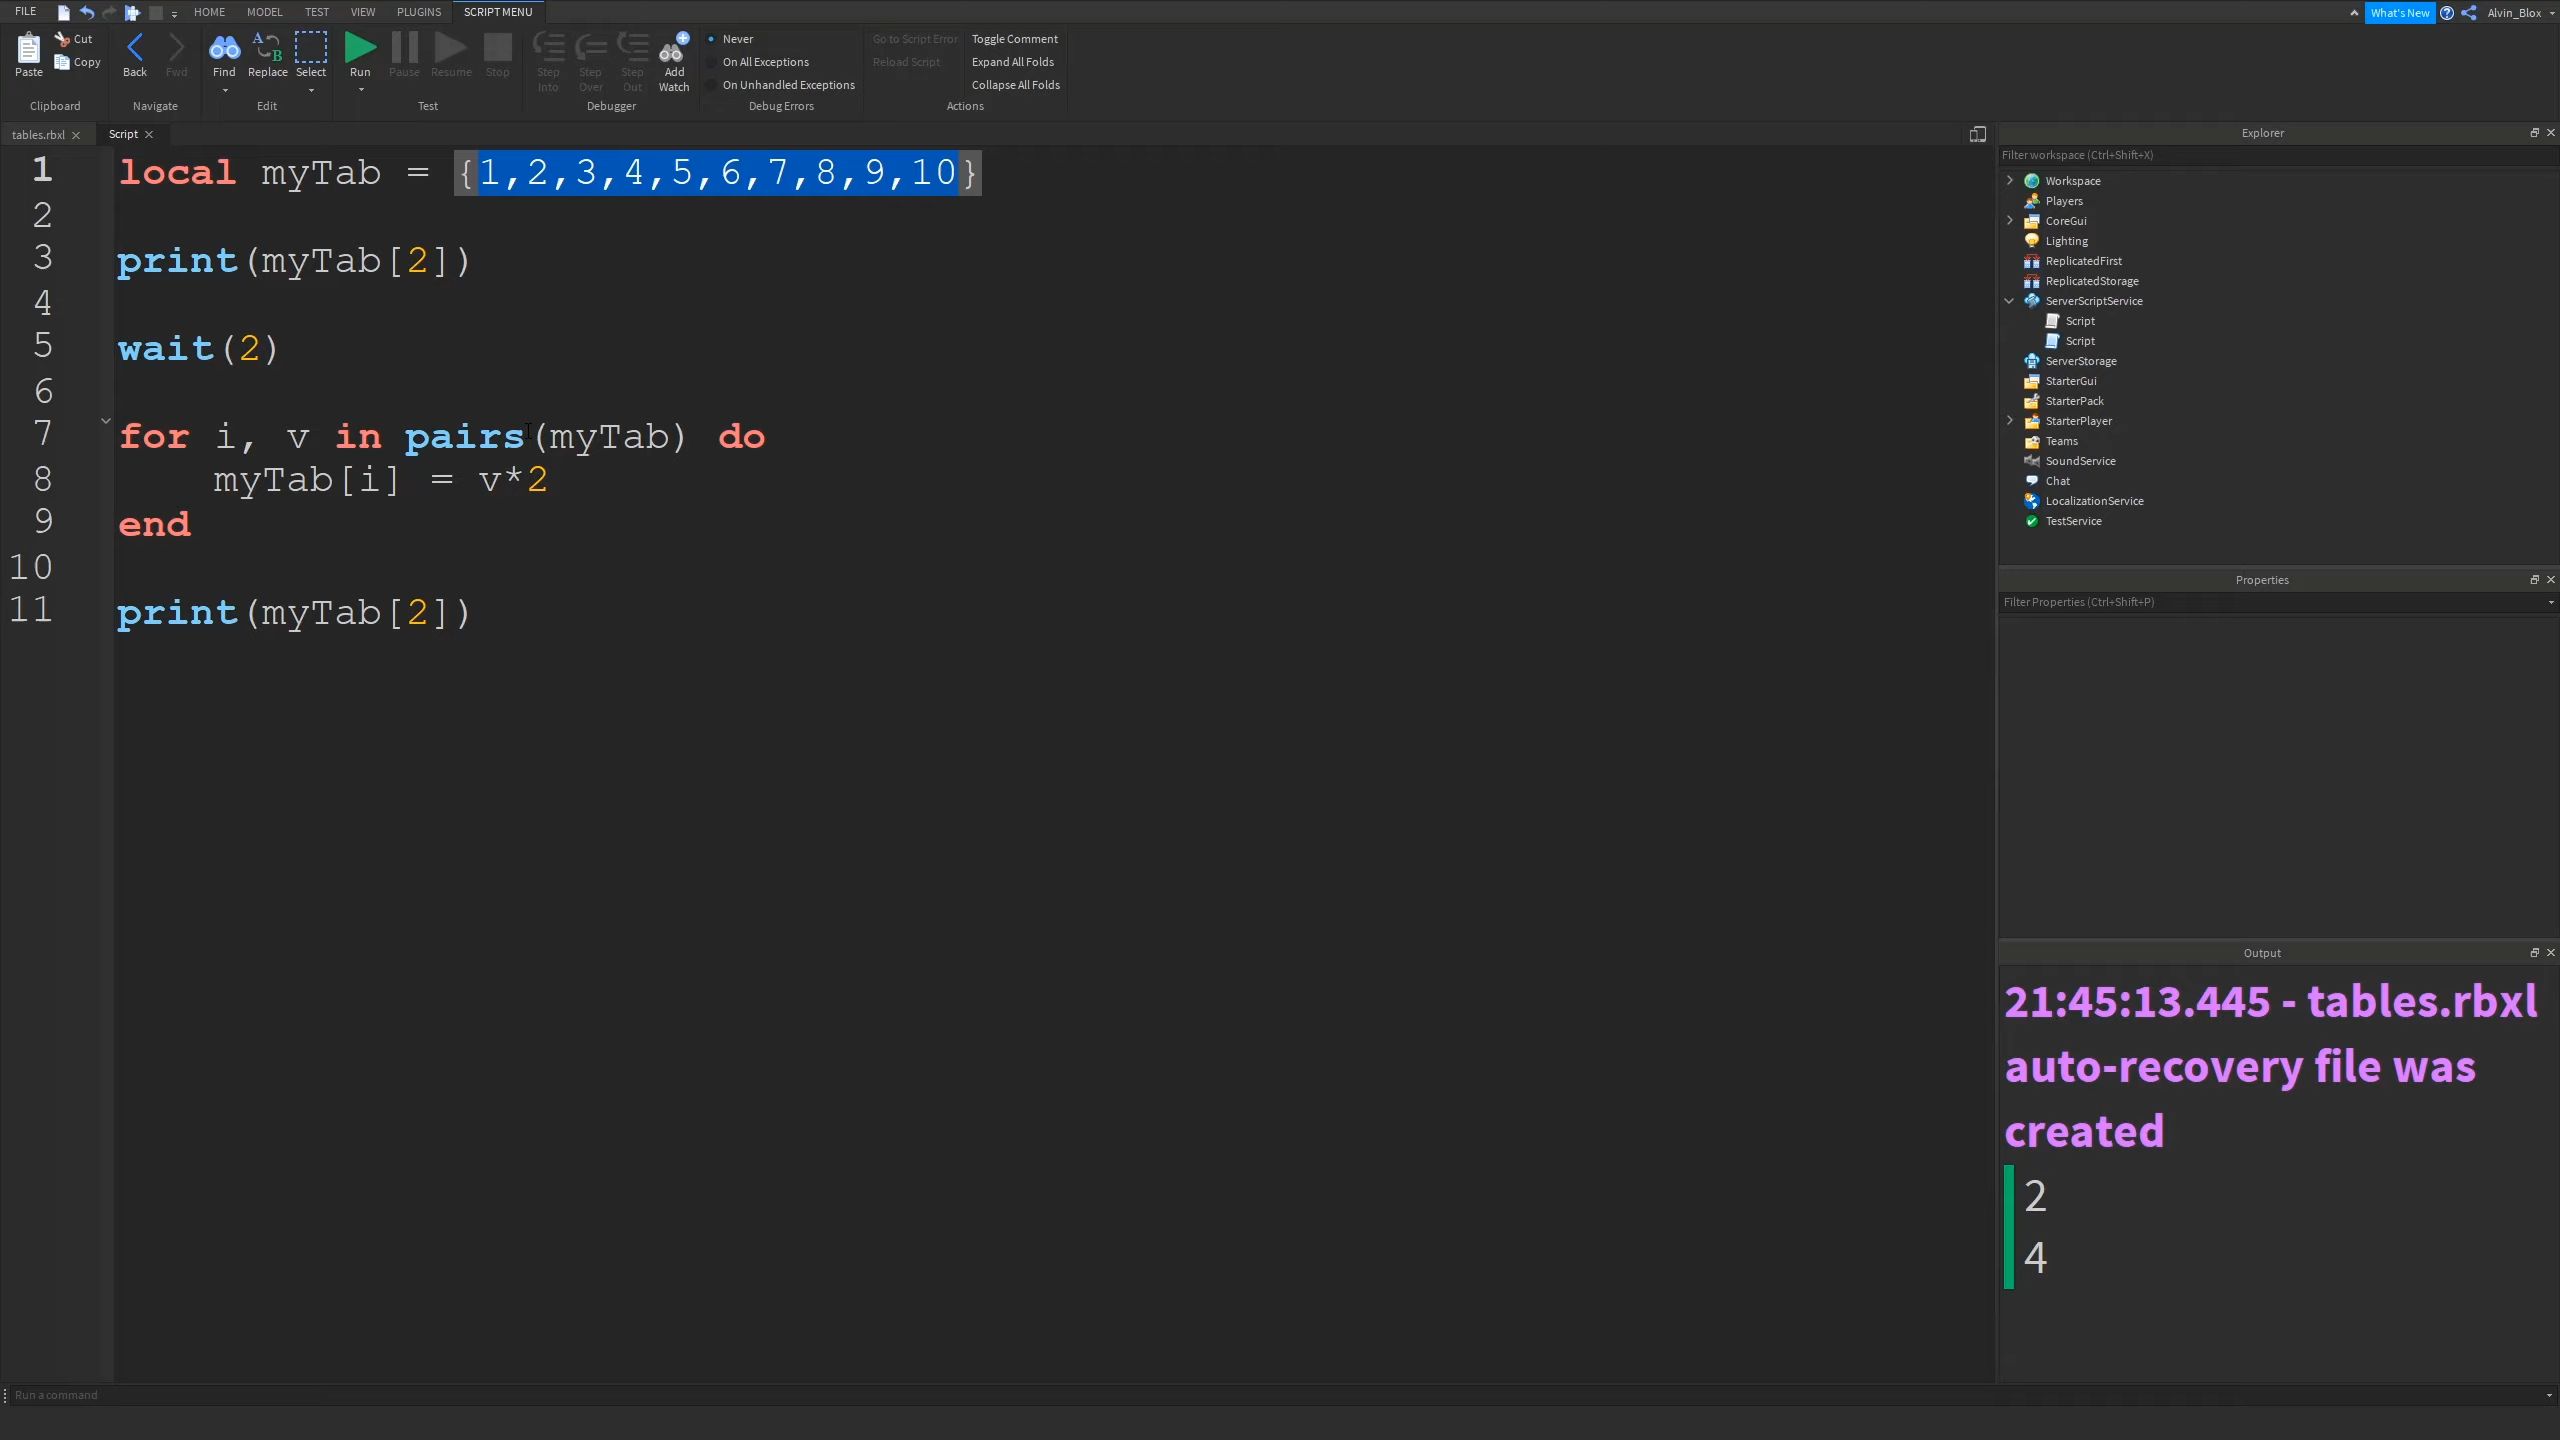 FILE
HOME
MODEL
TEST
VIEW
PLUGINS
SCRIPT MENU
What's New
Alvin_Blox
Paste
Cut
Copy
Clipboard
Back
Fwd
Navigate
Find
Replace
Select
Edit
Run
Pause
Resume
Stop
Test
Step Into
Step Over
Step Out
Add Watch
Debugger
Never
On All Exceptions
On Unhandled Exceptions
Debug Errors
Go to Script Error
Reload Script
Toggle Comment
Expand All Folds
Collapse All Folds
Actions
tables.rbxl
Script
1 local myTab = {1,2,3,4,5,6,7,8,9,10}
2
3 print(myTab[2])
4
5 wait(2)
6
7 for i, v in pairs(myTab) do
8 myTab[i] = v*2
9 end
10
11 print(myTab[2])
Explorer
Filter workspace (Ctrl+Shift+X)
Workspace
Players
CoreGui
Lighting
ReplicatedFirst
ReplicatedStorage
ServerScriptService
Script
Script
ServerStorage
StarterGui
StarterPack
StarterPlayer
Teams
SoundService
Chat
LocalizationService
TestService
Properties
Filter Properties (Ctrl+Shift+P)
Output
21:45:13.445 - tables.rbxl
auto-recovery file was
created
2
4
Run a command